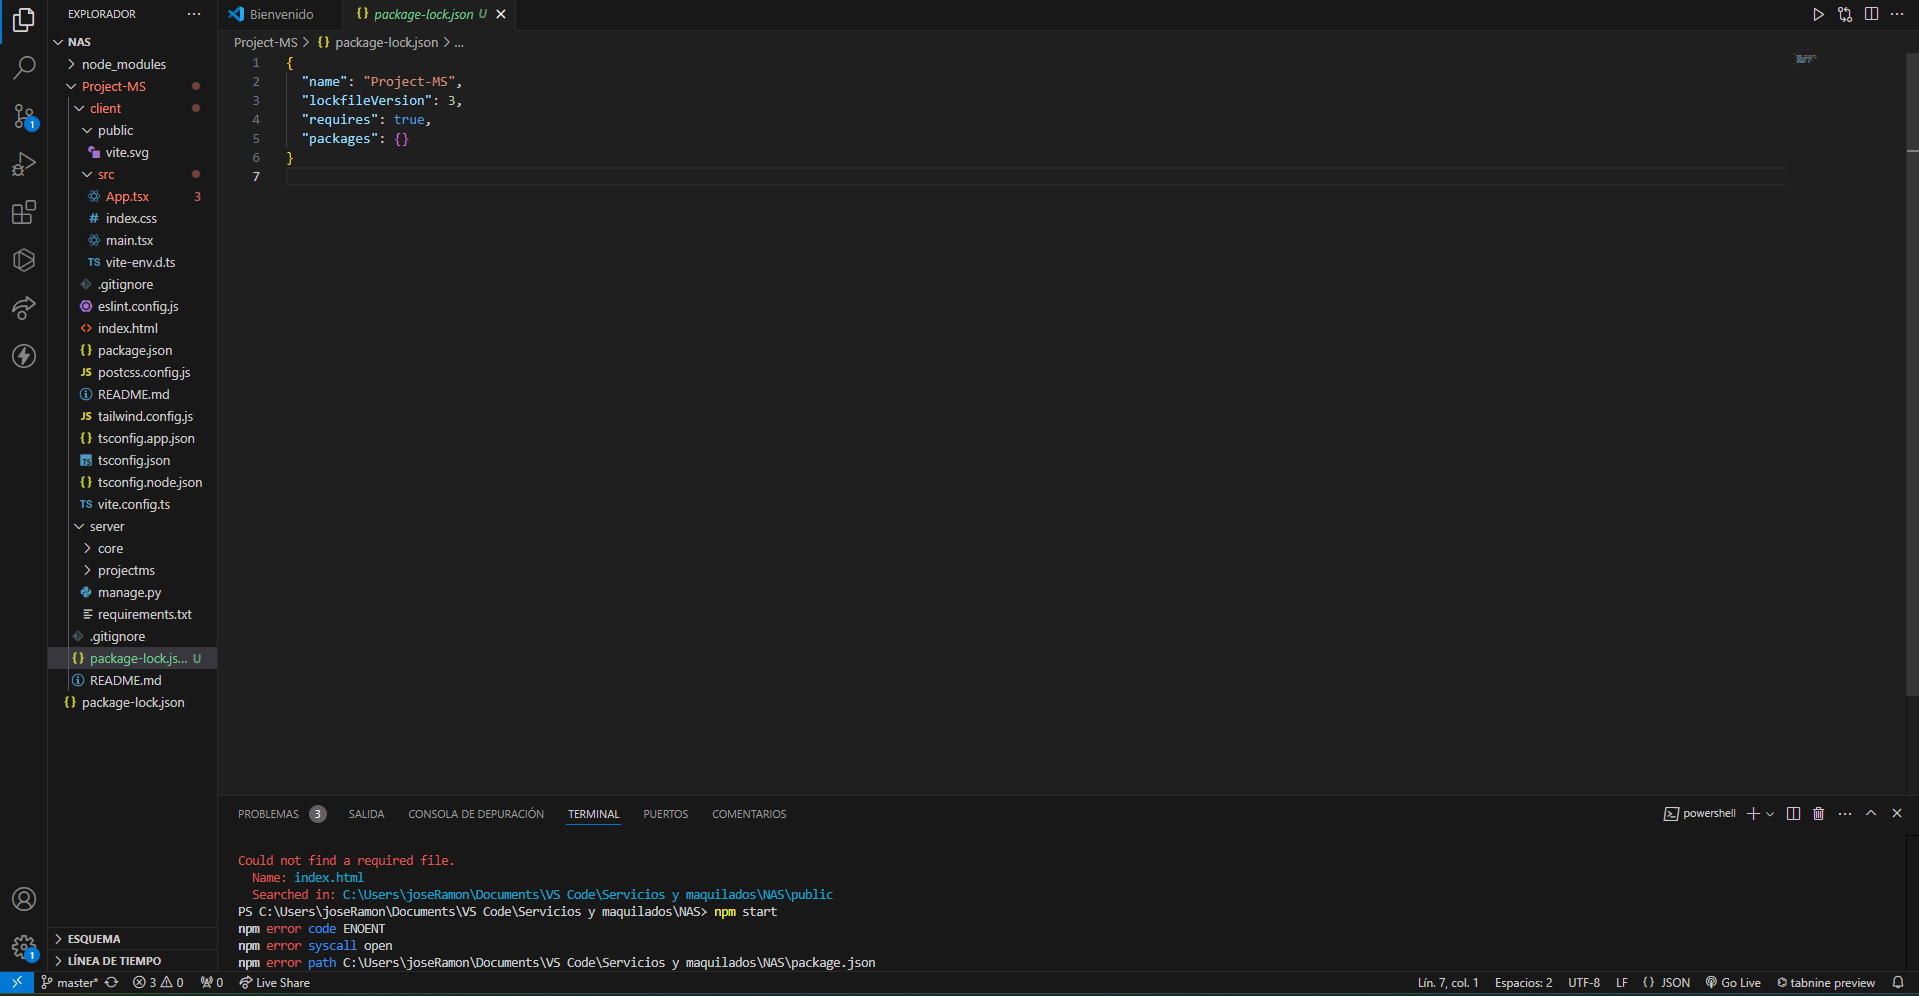 EXPLORADOR
NAS
node_modules
Project-MS
client
public
vite.svg
src
App.tsx 3
# index.css
main.tsx
TS vite-env.d.ts
.gitignore
eslint.config.js
<> index.html
{} package.json
JS postcss.config.js
README.md
JS tailwind.config.js
{} tsconfig.app.json
TS tsconfig.json
{} tsconfig.node.json
TS vite.config.ts
server
core
projectms
manage.py
requirements.txt
.gitignore
{} package-lock.js... U
README.md
{} package-lock.json
ESQUEMA
LÍNEA DE TIEMPO
Bienvenido
{} package-lock.json U
Project-MS > {} package-lock.json > ...
1 {
2 "name": "Project-MS",
3 "lockfileVersion": 3,
4 "requires": true,
5 "packages": {}
6 }
7
PROBLEMAS 3 SALIDA CONSOLA DE DEPURACIÓN TERMINAL PUERTOS COMENTARIOS
powershell
Could not find a required file.
Name: index.html
Searched in: C:\Users\joseRamon\Documents\VS Code\Servicios y maquilados\NAS\public
PS C:\Users\joseRamon\Documents\VS Code\Servicios y maquilados\NAS> npm start
npm error code ENOENT
npm error syscall open
npm error path C:\Users\joseRamon\Documents\VS Code\Servicios y maquilados\NAS\package.json
1
1
master* 3 0 0 Live Share
Lín. 7, col. 1 Espacios: 2 UTF-8 LF {} JSON Go Live tabnine preview